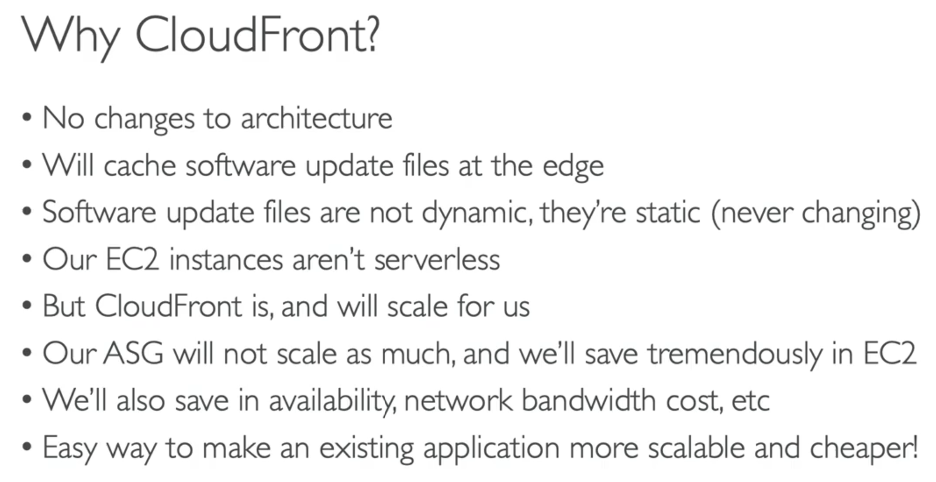 Why CloudFront?
• No changes to architecture
• Will cache software update files at the edge
• Software update files are not dynamic, they're static (never changing)
• Our EC2 instances aren't serverless
• But CloudFront is, and will scale for us
• Our ASG will not scale as much, and we'll save tremendously in EC2
• We'll also save in availability, network bandwidth cost, etc
• Easy way to make an existing application more scalable and cheaper!